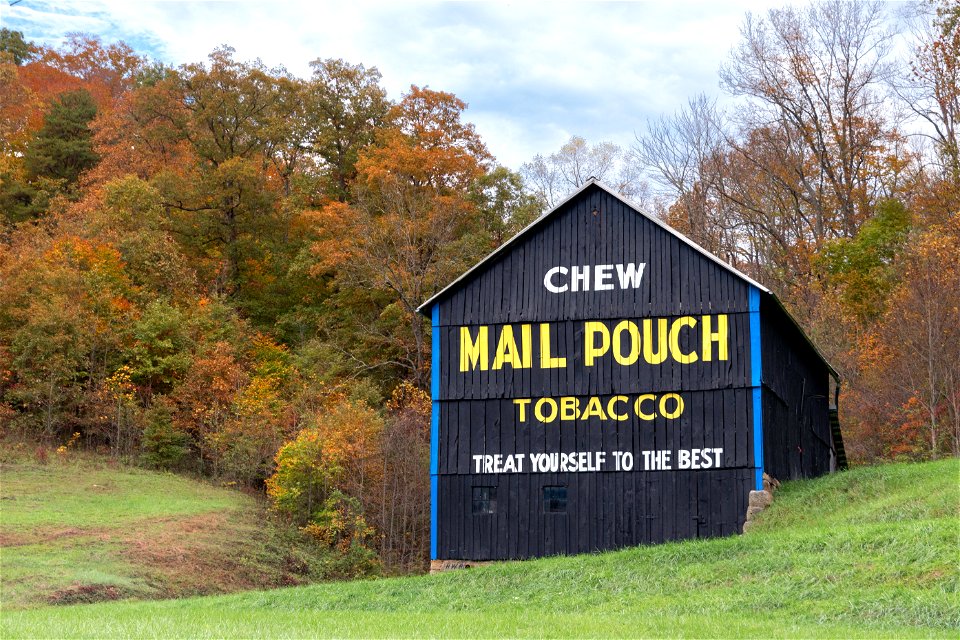 CHEW
MAIL POUCH
TOBACCO
TREAT YOURSELF TO THE BEST